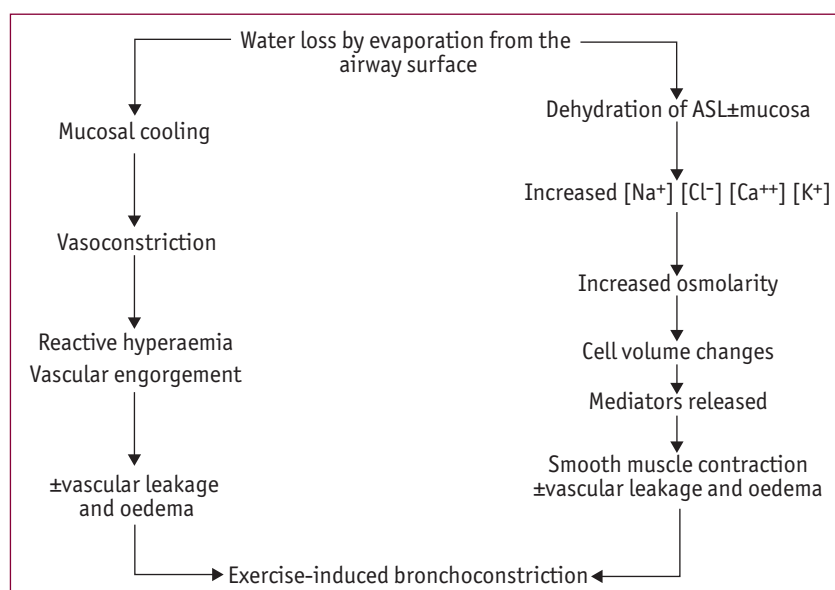 Water loss by evaporation from the
airway surface
Mucosal cooling
Vasoconstriction
Reactive hyperaemia
Vascular engorgement
±vascular leakage
and oedema
Dehydration of ASL±mucosa
Increased [Na⁺] [Cl⁻] [Ca⁺⁺] [K⁺]
Increased osmolarity
Cell volume changes
Mediators released
Smooth muscle contraction
±vascular leakage and oedema
Exercise-induced bronchoconstriction